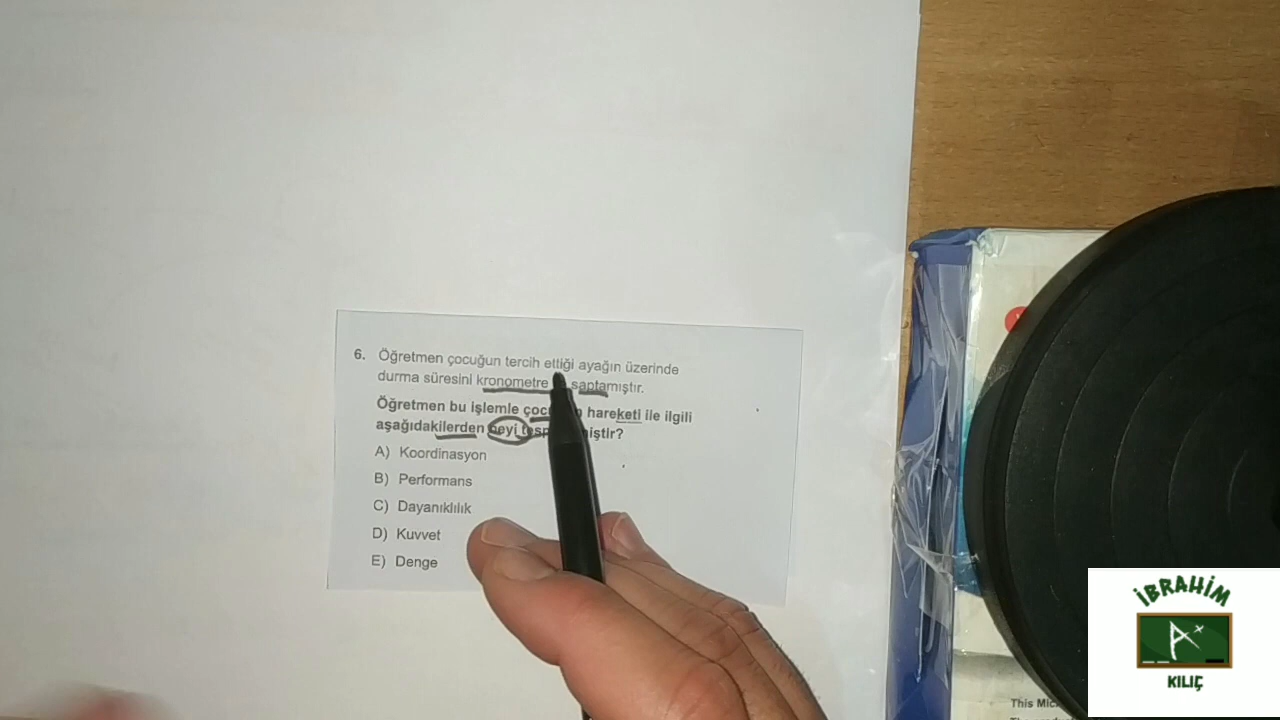 6. Öğretmen çocuğun tercih ettiği ayağın üzerinde
durma süresini kronometre saptamıştır.
Öğretmen bu işlemle hareketi ile ilgili
aşağıdakilerden neyi
A) Koordinasyon
B) Performans
C) Dayanıklılık
D) Kuvvet
E) Denge
İBRAHİM
A+
KILIÇ
This